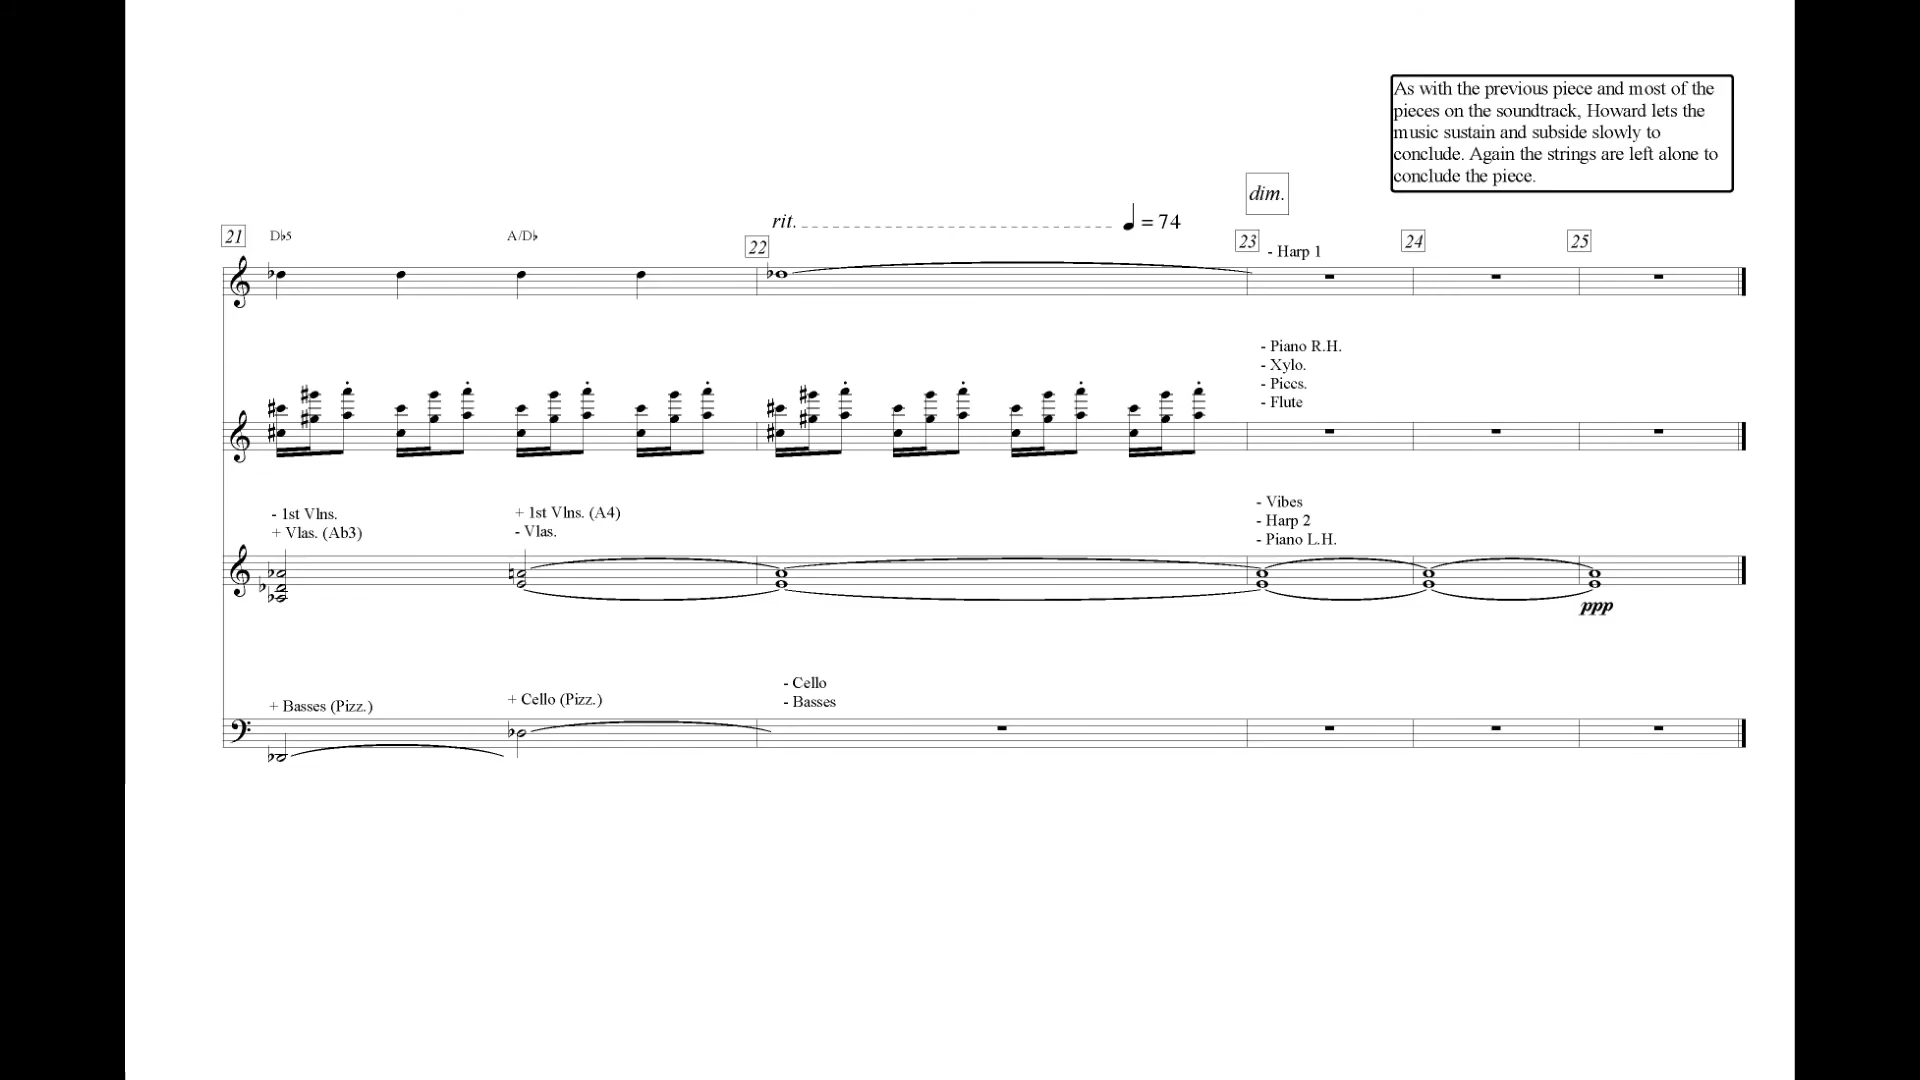 As with the previous piece and most of the
pieces on the soundtrack, Howard lets the
music sustain and subside slowly to
conclude. Again the strings are left alone to
conclude the piece.
dim.
rit. ♩ = 74
21 D♭5 A/D♭ 22 23 - Harp 1 24 25
- Piano R.H.
- Xylo.
- Piccs.
- Flute
- 1st Vlns.
+ Vlas. (Ab3)
+ 1st Vlns. (A4)
- Vlas.
- Vibes
- Harp 2
- Piano L.H.
ppp
+ Basses (Pizz.)
+ Cello (Pizz.)
- Cello
- Basses